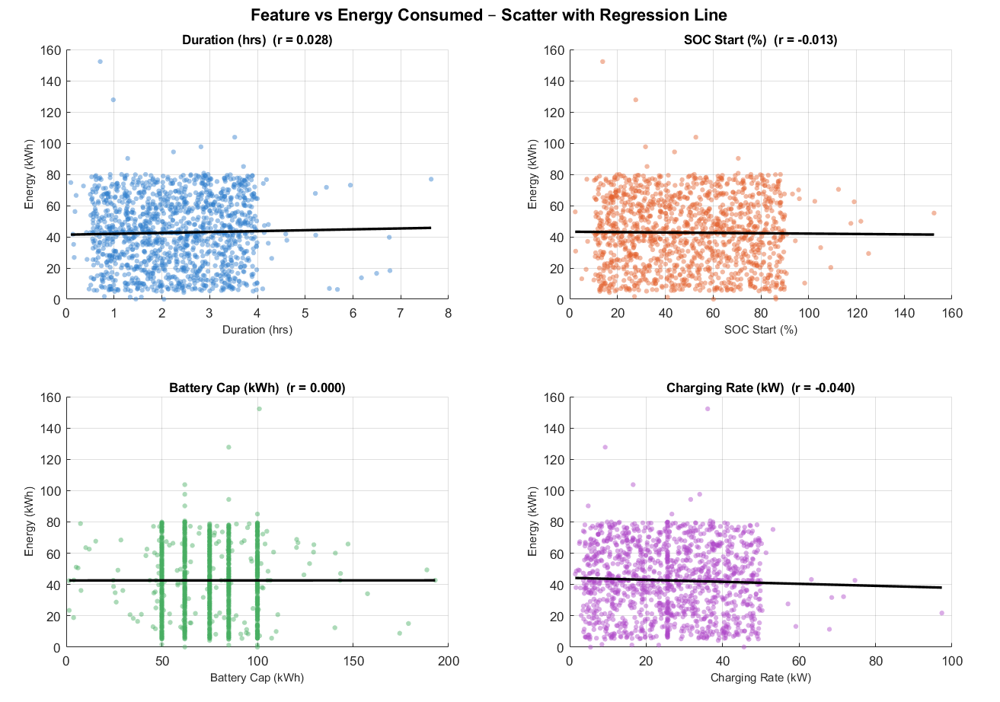 Feature vs Energy Consumed – Scatter with Regression Line
Duration (hrs)  (r = 0.028)
160
140
120
100
80
60
40
20
0
Energy (kWh)
0 1 2 3 4 5 6 7 8
Duration (hrs)
SOC Start (%)  (r = -0.013)
160
140
120
100
80
60
40
20
0
Energy (kWh)
0 20 40 60 80 100 120 140 160
SOC Start (%)
Battery Cap (kWh)  (r = 0.000)
160
140
120
100
80
60
40
20
0
Energy (kWh)
0 50 100 150 200
Battery Cap (kWh)
Charging Rate (kW)  (r = -0.040)
160
140
120
100
80
60
40
20
0
Energy (kWh)
0 20 40 60 80 100
Charging Rate (kW)